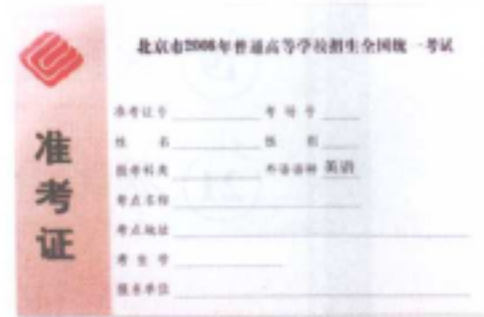 北京市2008年普通高等学校招生全国统一考试
准考证
准考证号 考场号
姓名 性别
报考科类 外语语种 英语
考点名称
考点地址
考生号
报名单位